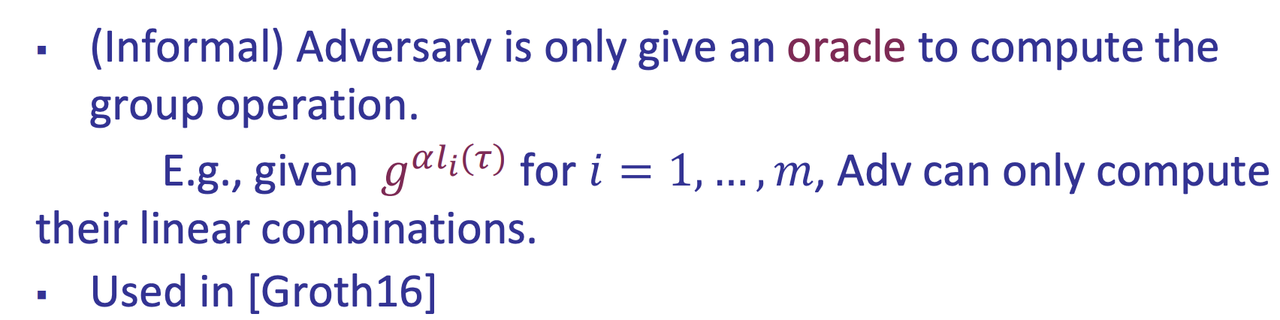 ▪ (Informal) Adversary is only give an oracle to compute the
group operation.
E.g., given $g^{\alpha l_i(\tau)}$ for $i = 1, \ldots, m$, Adv can only compute
their linear combinations.
▪ Used in [Groth16]